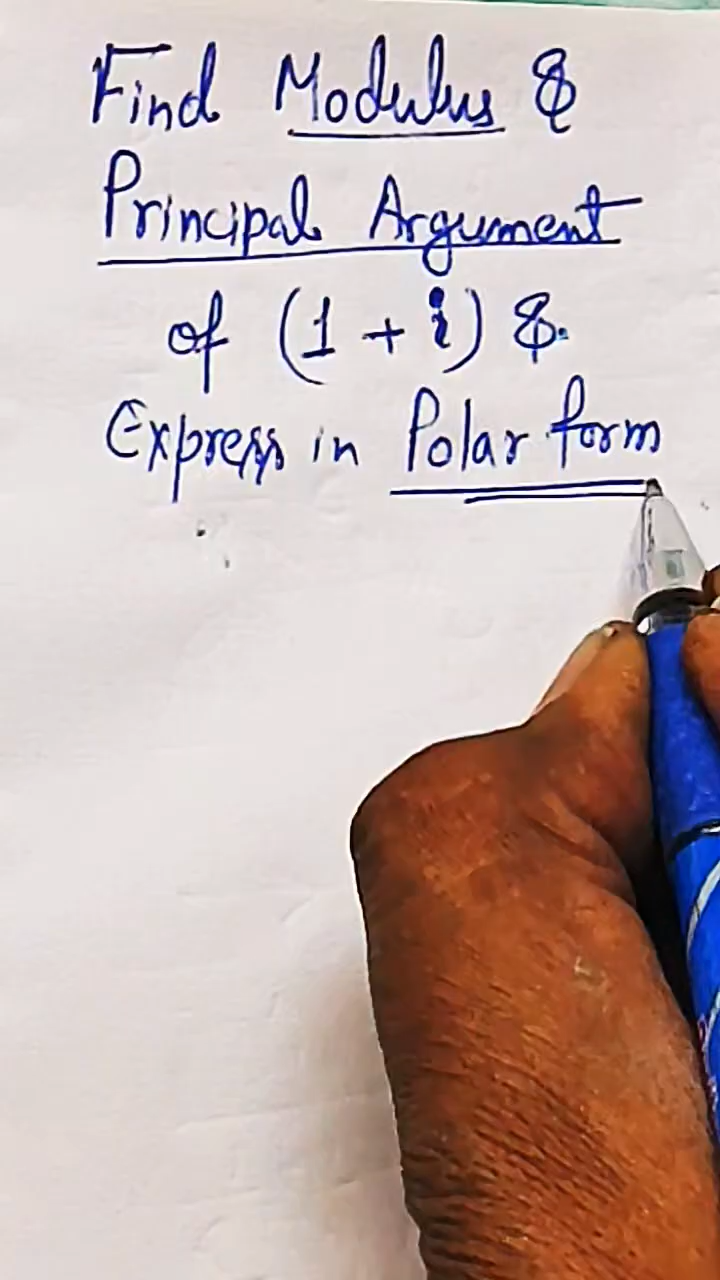 Find Modulus &
Principal Argument
of (1 + i) &
Express in Polar form